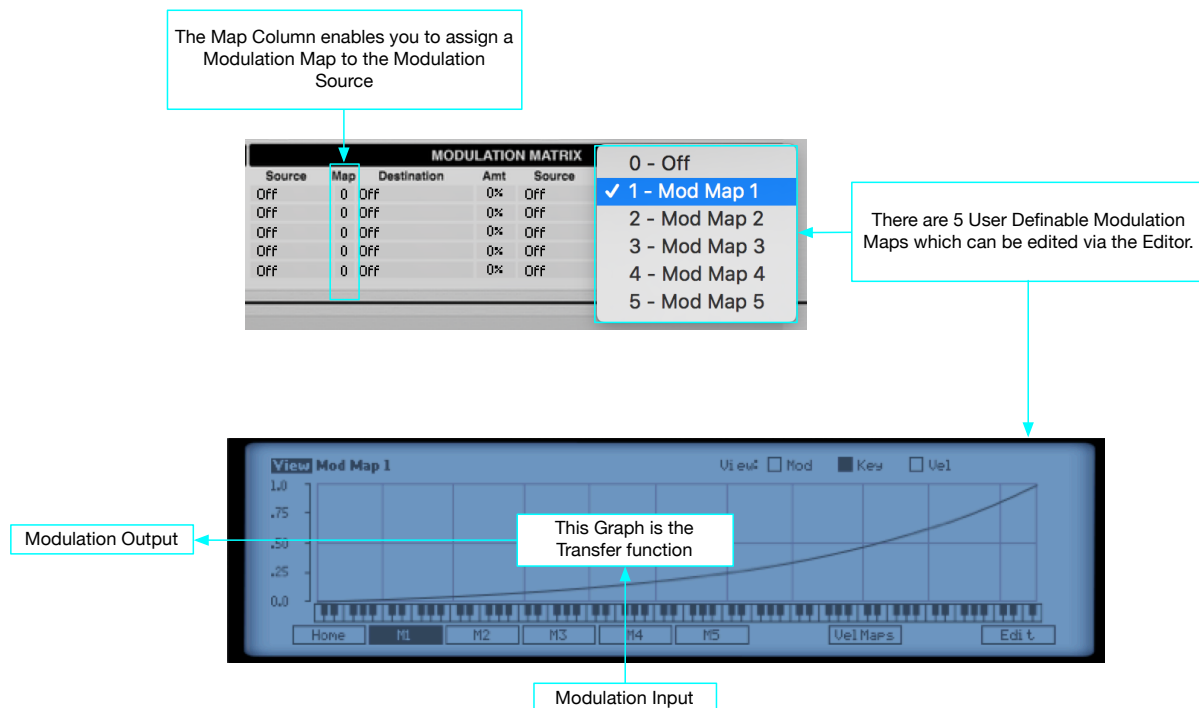 The Map Column enables you to assign a
Modulation Map to the Modulation
Source
MODULATION MATRIX
Source Map Destination Amt Source
Off 0 Off 0% Off
Off 0 Off 0% Off
Off 0 Off 0% Off
Off 0 Off 0% Off
Off 0 Off 0% Off
0 - Off
✓ 1 - Mod Map 1
2 - Mod Map 2
3 - Mod Map 3
4 - Mod Map 4
5 - Mod Map 5
There are 5 User Definable Modulation
Maps which can be edited via the Editor.
View Mod Map 1 View: Mod Key Vel
1.0
.75
.50
.25
0.0
This Graph is the
Transfer function
Modulation Output
Home M1 M2 M3 M4 M5 Vel Maps Edit
Modulation Input